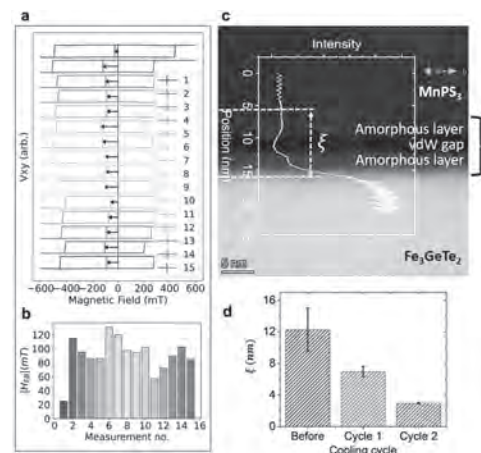 a
Vxy (arb.)
1
2
3
4
5
6
7
8
9
10
11
12
13
14
15
−600 −400 −200 0 200 400 600
Magnetic Field (mT)
b
|H_EB|(mT)
120
100
80
60
40
20
0
0 2 4 6 8 10 12 14 16
Measurement no.
c
Intensity
Position (nm)
0
5
10
15
ξ
MnPS₃
Amorphous layer
vdW gap
Amorphous layer
5 nm
Fe₃GeTe₂
d
ξ (nm)
16
12
8
4
0
Before Cycle 1 Cycle 2
Cooling cycle